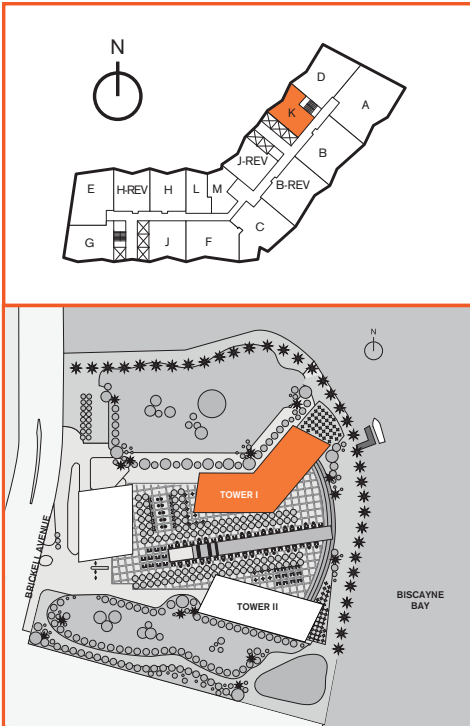 N
D
A
K
B
J-REV
B-REV
E
H-REV
H
L
M
C
G
J
F
N
TOWER I
BRICKELL AVENUE
TOWER II
BISCAYNE
BAY